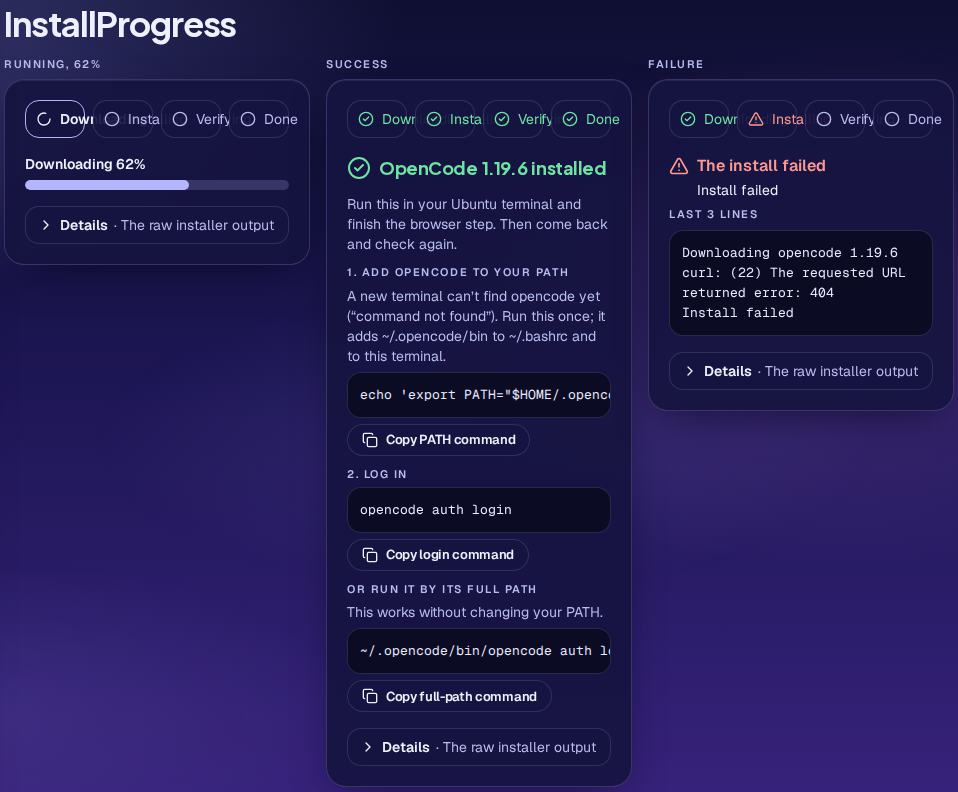 InstallProgress
RUNNING, 62%
Insta
Verify
Done
Downloading 62%
Details · The raw installer output
SUCCESS
Insta
Verify
Done
OpenCode 1.19.6 installed
Run this in your Ubuntu terminal and
finish the browser step. Then come back
and check again.
1. ADD OPENCODE TO YOUR PATH
A new terminal can't find opencode yet
(“command not found”). Run this once; it
adds ~/.opencode/bin to ~/.bashrc and
to this terminal.
echo 'export PATH="$HOME/.openc
Copy PATH command
2. LOG IN
opencode auth login
Copy login command
OR RUN IT BY ITS FULL PATH
This works without changing your PATH.
~/.opencode/bin/opencode auth l
Copy full-path command
Details · The raw installer output
FAILURE
Insta
Verify
Done
The install failed
Install failed
LAST 3 LINES
Downloading opencode 1.19.6
curl: (22) The requested URL
returned error: 404
Install failed
Details · The raw installer output